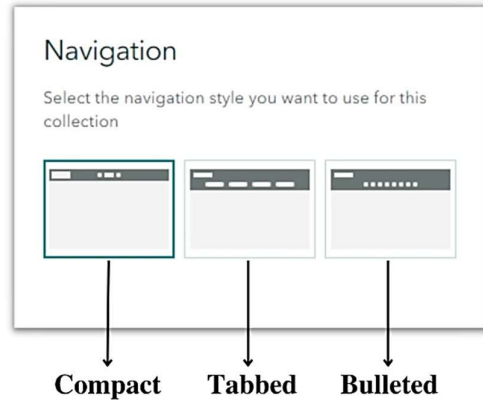 Navigation
Select the navigation style you want to use for this
collection
Compact Tabbed Bulleted